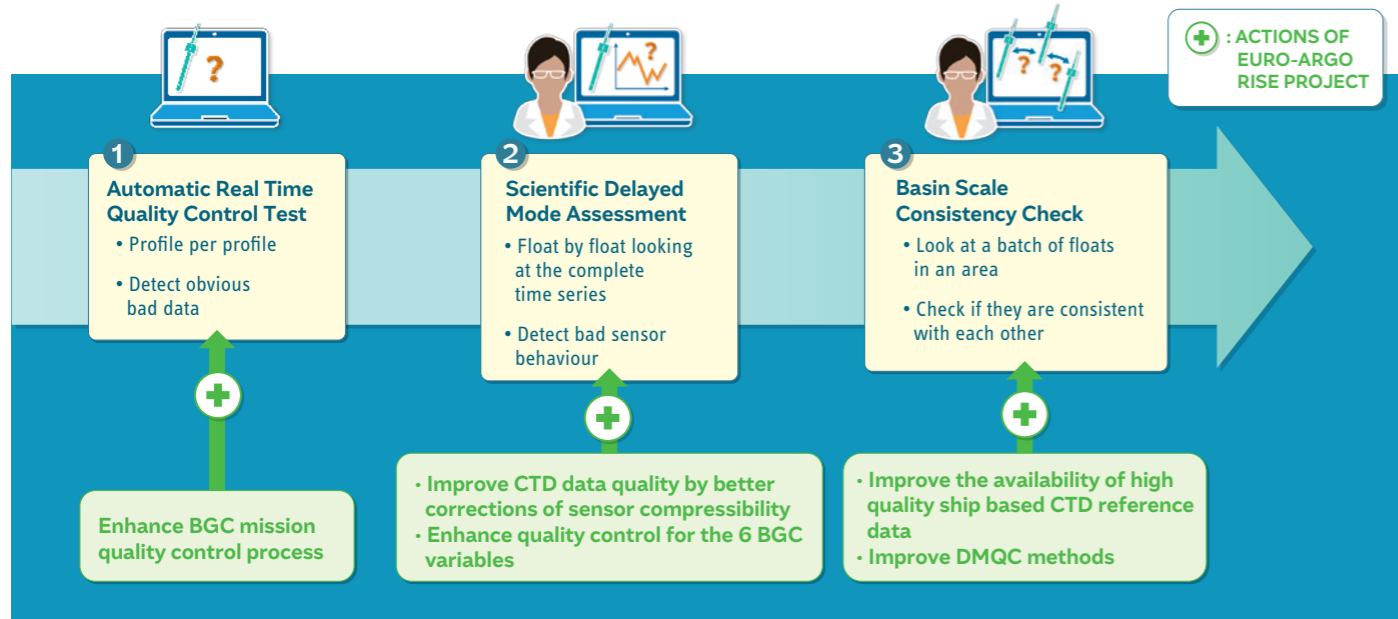 ?
?
?
?
+ : ACTIONS OF
EURO-ARGO
RISE PROJECT
1
Automatic Real Time
Quality Control Test
• Profile per profile
• Detect obvious
bad data
2
Scientific Delayed
Mode Assessment
• Float by float looking
at the complete
time series
• Detect bad sensor
behaviour
3
Basin Scale
Consistency Check
• Look at a batch of floats
in an area
• Check if they are consistent
with each other
+
+
+
Enhance BGC mission
quality control process
• Improve CTD data quality by better
corrections of sensor compressibility
• Enhance quality control for the 6 BGC
variables
• Improve the availability of high
quality ship based CTD reference
data
• Improve DMQC methods